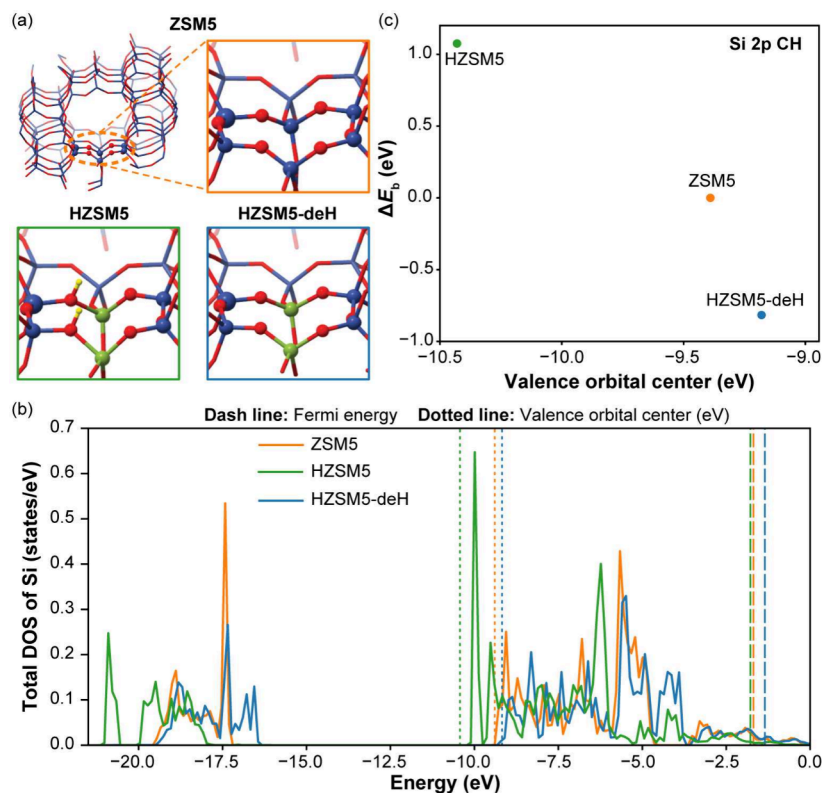 (a)
ZSM5
HZSM5
HZSM5-deH
(c)
Si 2p CH
HZSM5
ZSM5
HZSM5-deH
1.0
0.5
0.0
−0.5
−1.0
ΔEb (eV)
−10.5
−10.0
−9.5
−9.0
Valence orbital center (eV)
(b)
Dash line: Fermi energy Dotted line: Valence orbital center (eV)
ZSM5
HZSM5
HZSM5-deH
0.7
0.6
0.5
0.4
0.3
0.2
0.1
0.0
Total DOS of Si (states/eV)
−20.0
−17.5
−15.0
−12.5
−10.0
−7.5
−5.0
−2.5
0.0
Energy (eV)